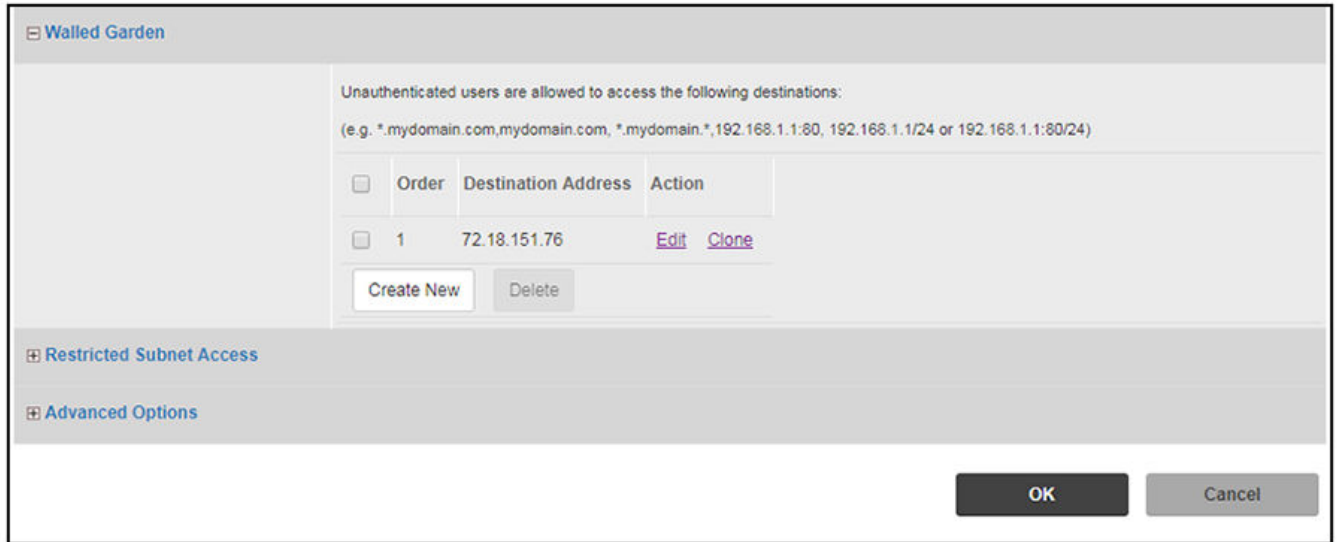 Walled Garden
Unauthenticated users are allowed to access the following destinations:
(e.g. *.mydomain.com,mydomain.com, *.mydomain.*,192.168.1.1:80, 192.168.1.1/24 or 192.168.1.1:80/24)
Order Destination Address Action
1 72.18.151.76 Edit Clone
Create New Delete
Restricted Subnet Access
Advanced Options
OK Cancel